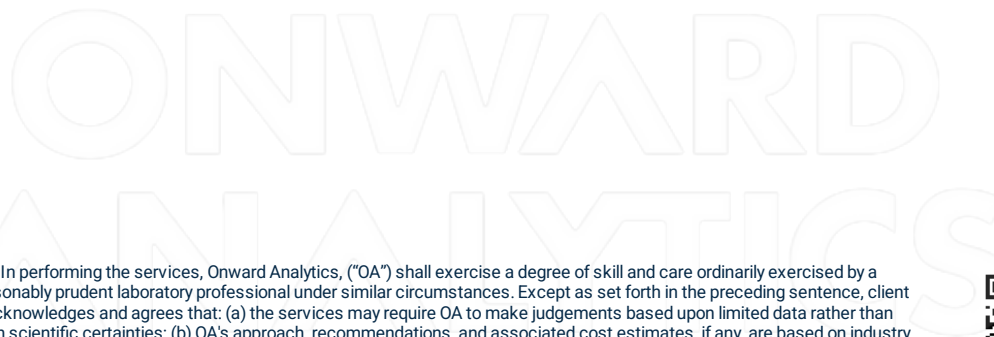 ONWARD
ANALYTICS
In performing the services, Onward Analytics, (“OA”) shall exercise a degree of skill and care ordinarily exercised by a
sonably prudent laboratory professional under similar circumstances. Except as set forth in the preceding sentence, client
cknowledges and agrees that: (a) the services may require OA to make judgements based upon limited data rather than
n scientific certainties; (b) OA's approach, recommendations, and associated cost estimates, if any, are based on industry